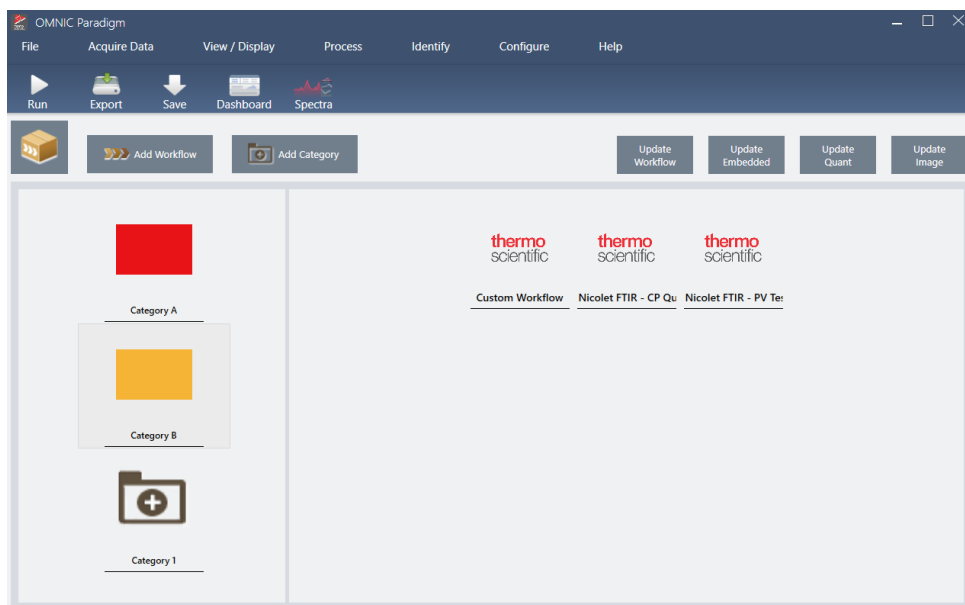 OMNIC Paradigm
File Acquire Data View / Display Process Identify Configure Help
Run Export Save Dashboard Spectra
Add Workflow Add Category Update Workflow Update Embedded Update Quant Update Image
thermo scientific thermo scientific thermo scientific
Custom Workflow Nicolet FTIR - CP Qu Nicolet FTIR - PV Tes
Category A
Category B
Category 1